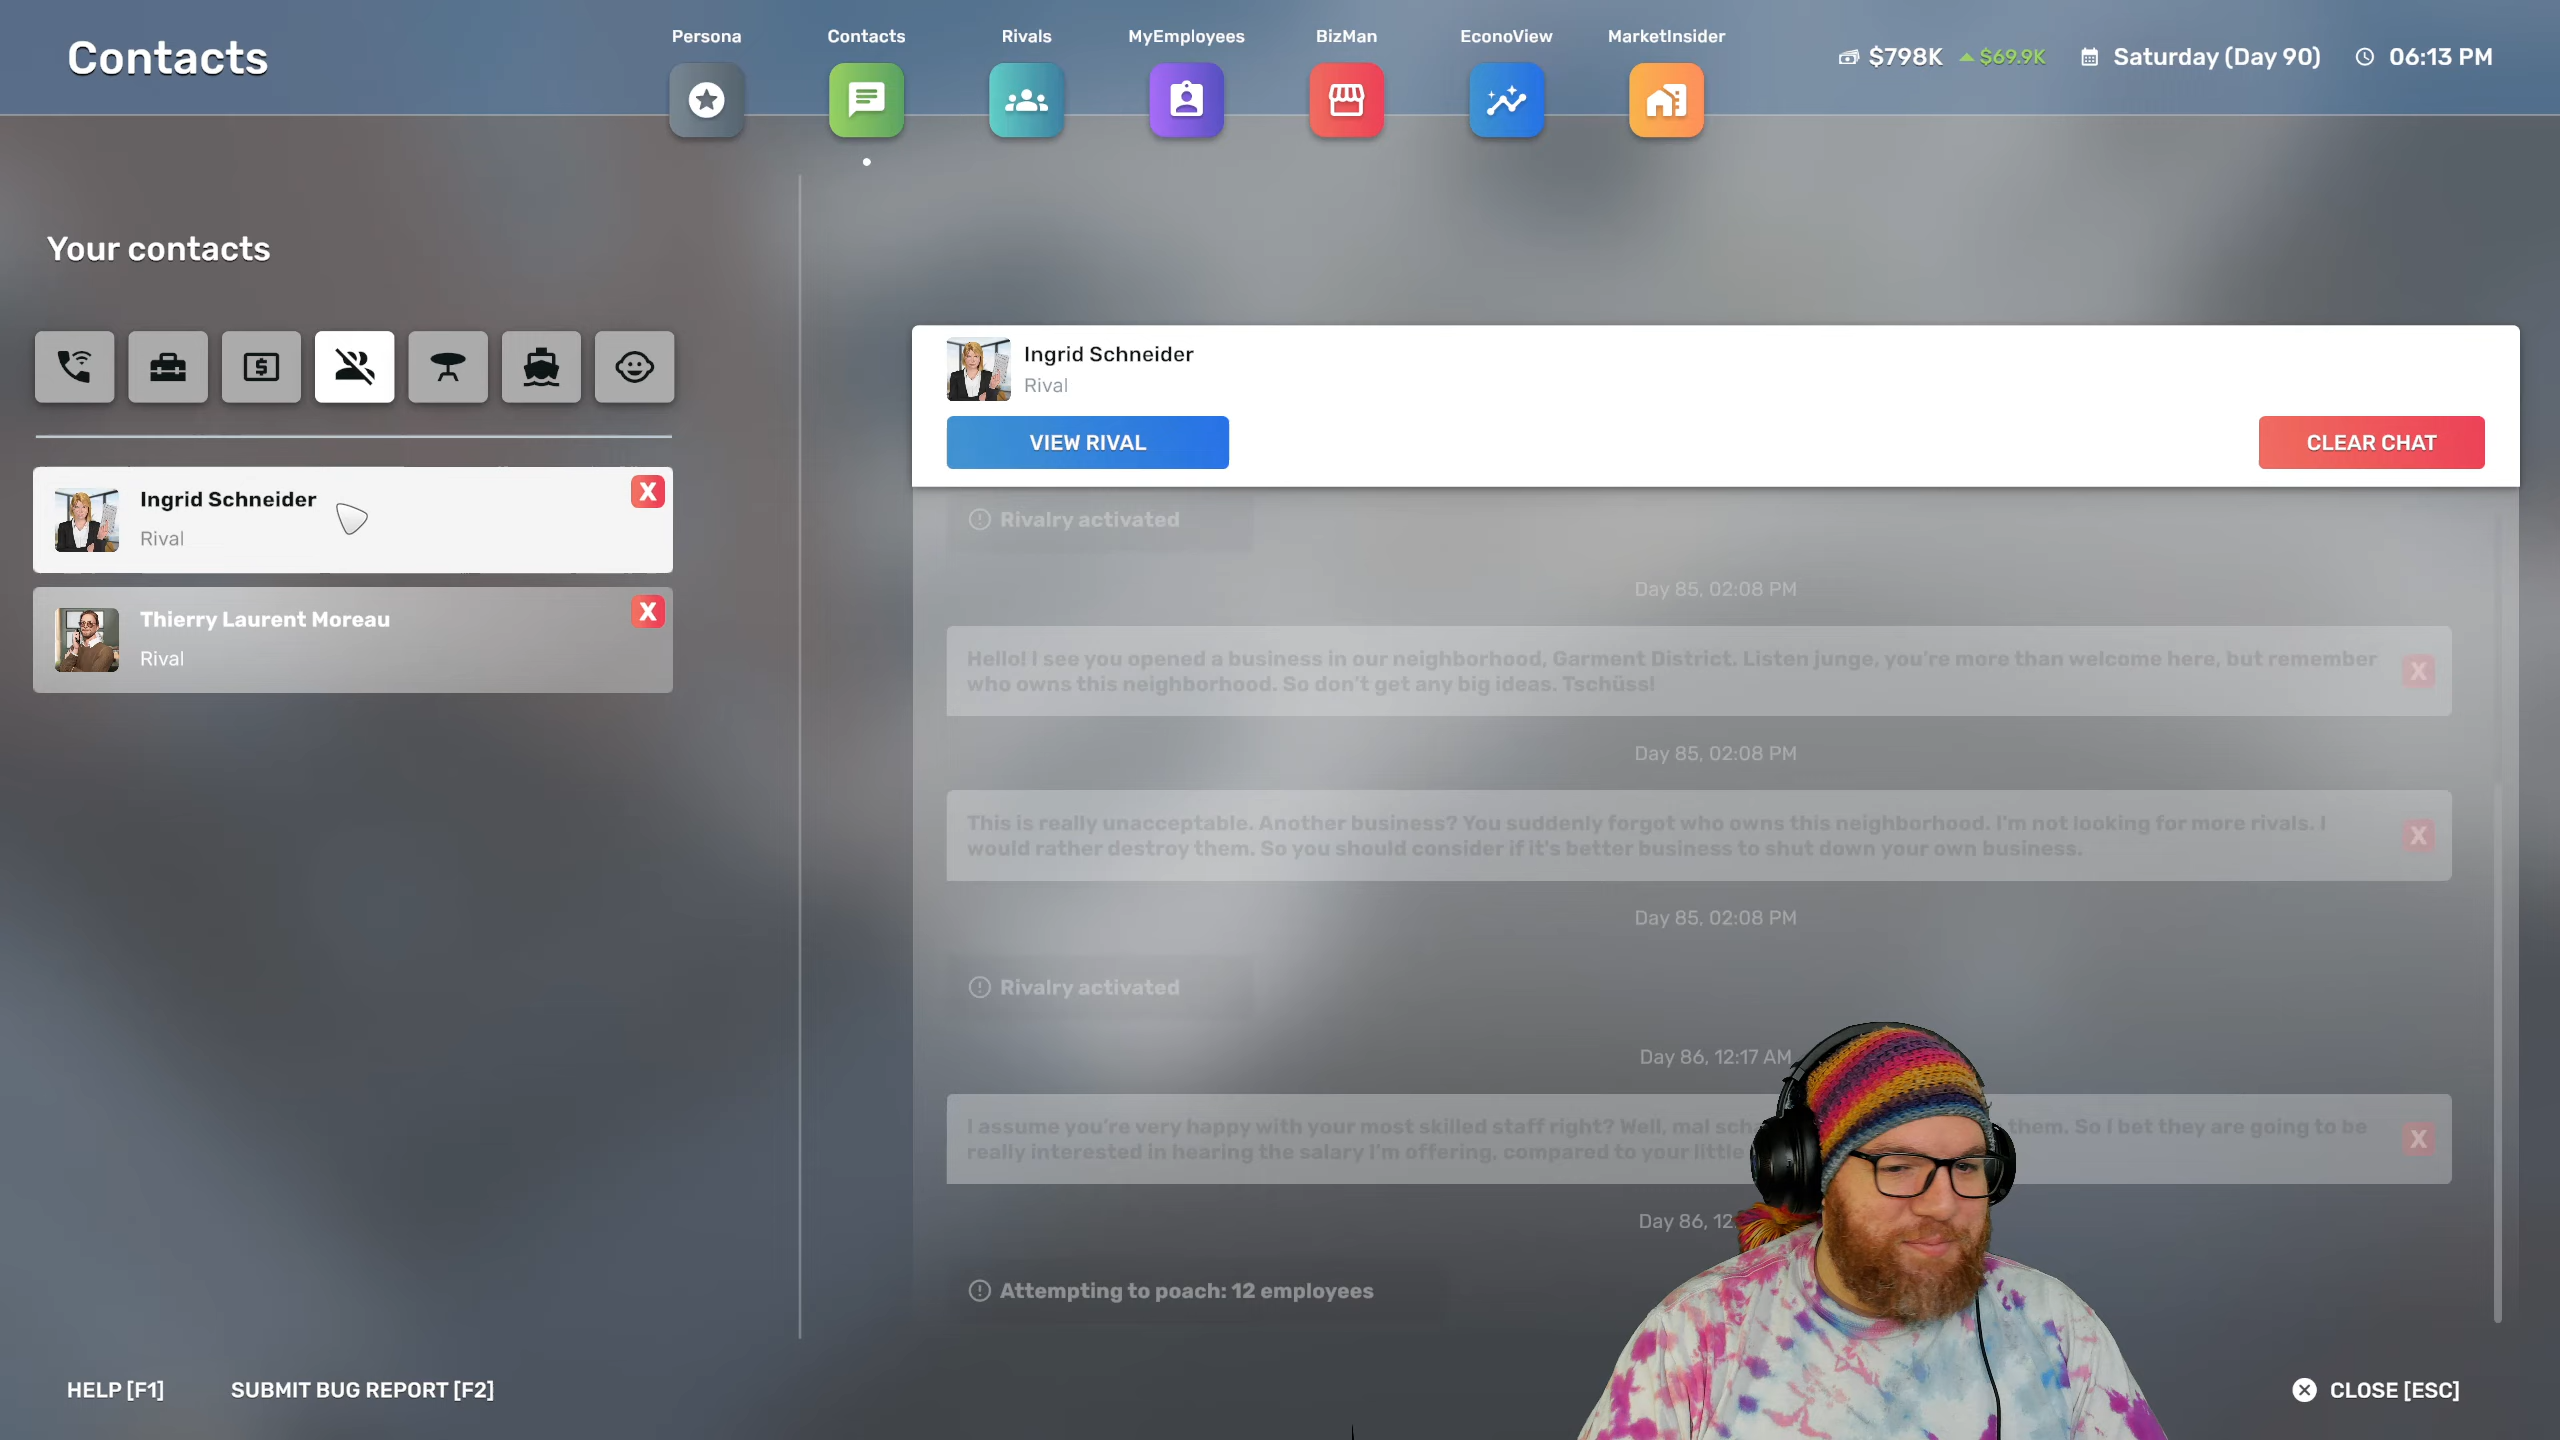 Contacts
Persona
Contacts
Rivals
MyEmployees
BizMan
EconoView
MarketInsider
$798K
$69.9K
Saturday (Day 90)
06:13 PM
Your contacts
Ingrid Schneider
Rival
X
Thierry Laurent Moreau
Rival
X
Ingrid Schneider
Rival
VIEW RIVAL
CLEAR CHAT
Rivalry activated
Day 85, 02:08 PM
Hello! I see you opened a business in our neighborhood, Garment District. Listen junge, you're more than welcome here, but remember
who owns this neighborhood. So don't get any big ideas. Tschüss!
X
Day 85, 02:08 PM
This is really unacceptable. Another business? You suddenly forgot who owns this neighborhood. I'm not looking for more rivals. I
would rather destroy them. So you should consider if it's better business to shut down your own business.
X
Day 85, 02:08 PM
Rivalry activated
Day 86, 12:17 AM
I assume you're very happy with your most skilled staff right? Well, mal them. So I bet they are going to be
really interested in hearing the salary I'm offering, compared to your little
X
Day 86, 12
Attempting to poach: 12 employees
HELP [F1]
SUBMIT BUG REPORT [F2]
CLOSE [ESC]